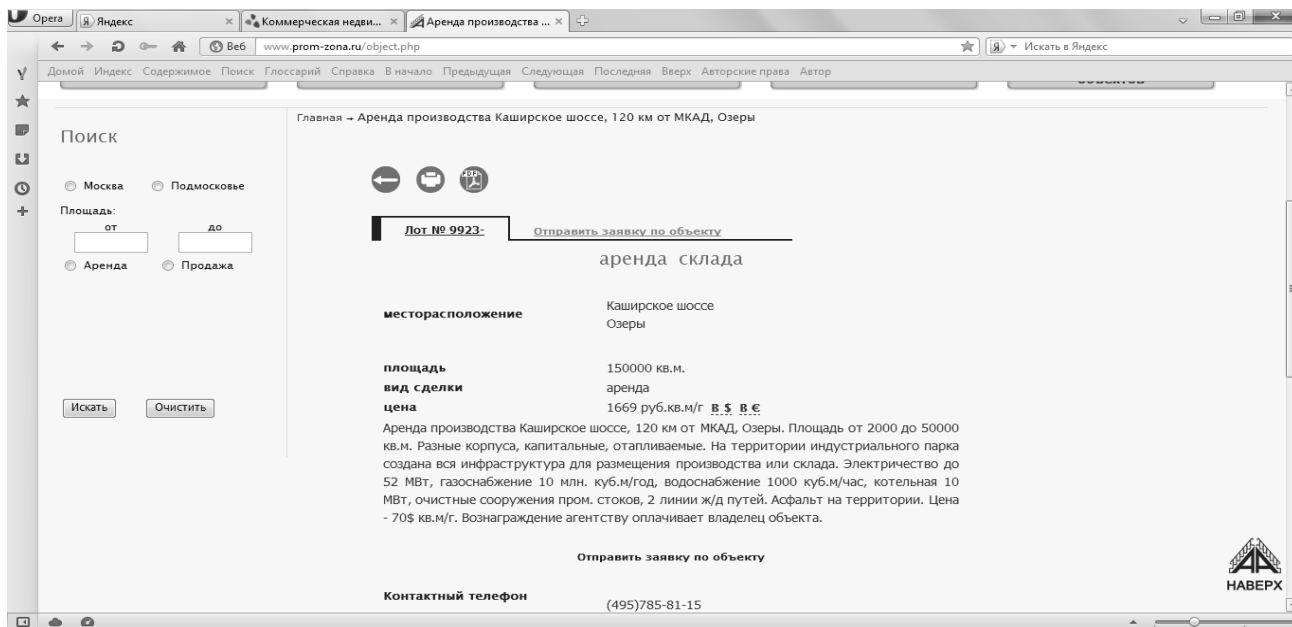 Opera
Яндекс
Коммерческая недви...
Аренда производства ...
Веб
www.prom-zona.ru/object.php
Искать в Яндекс
Домой Индекс Содержимое Поиск Глоссарий Справка В начало Предыдущая Следующая Последняя Вверх Авторские права Автор
Главная → Аренда производства Каширское шоссе, 120 км от МКАД, Озеры
Поиск
Москва Подмосковье
Площадь:
от до
Аренда Продажа
Искать Очистить
PDF
Лот № 9923-
Отправить заявку по объекту
аренда склада
месторасположение
Каширское шоссе
Озеры
площадь 150000 кв.м.
вид сделки аренда
цена 1669 руб.кв.м/г В $ В €
Аренда производства Каширское шоссе, 120 км от МКАД, Озеры. Площадь от 2000 до 50000
кв.м. Разные корпуса, капитальные, отапливаемые. На территории индустриального парка
создана вся инфраструктура для размещения производства или склада. Электричество до
52 МВт, газоснабжение 10 млн. куб.м/год, водоснабжение 1000 куб.м/час, котельная 10
МВт, очистные сооружения пром. стоков, 2 линии ж/д путей. Асфальт на территории. Цена
- 70$ кв.м/г. Вознаграждение агентству оплачивает владелец объекта.
Отправить заявку по объекту
Контактный телефон
(495)785-81-15
НАВЕРХ